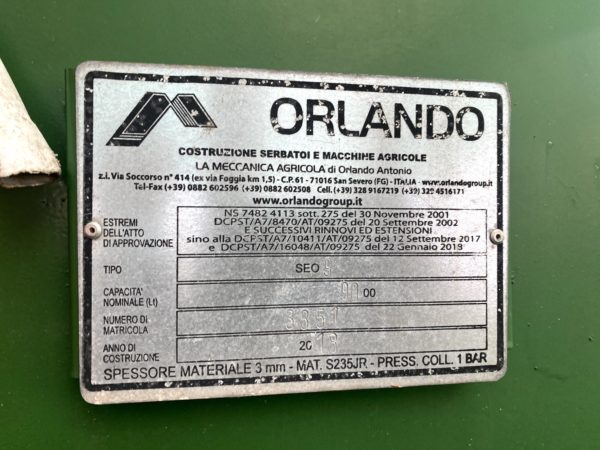 ORLANDO
COSTRUZIONE SERBATOI E MACCHINE AGRICOLE
LA MECCANICA AGRICOLA di Orlando Antonio
z.i. Via Soccorso n° 414 (ex via Foggia km 1,5) - C.P. 61 - 71016 San Severo (FG) - ITALIA - www.orlandogroup.it
Tel-Fax (+39) 0882 602596 (+39) 0882 602508 Cell. (+39) 328 9167219 (+39) 329 4516171
www.orlandogroup.it
ESTREMI
DELL'ATTO
DI APPROVAZIONE
NS 7482 4113 sott. 275 del 30 Novembre 2001
DCPST/A7/8470/AT/09275 del 20 Settembre 2002
E SUCCESSIVI RINNOVI ED ESTENSIONI
sino alla DCPST/A7/10411/AT/09275 del 12 Settembre 2017
e DCPST/A7/16048/AT/09275 del 22 Gennaio 2018
TIPO
SEO
CAPACITA'
NOMINALE (Lt)
00
NUMERO DI
MATRICOLA
3351
ANNO DI
COSTRUZIONE
2019
SPESSORE MATERIALE 3 mm - MAT. S235JR - PRESS. COLL. 1 BAR